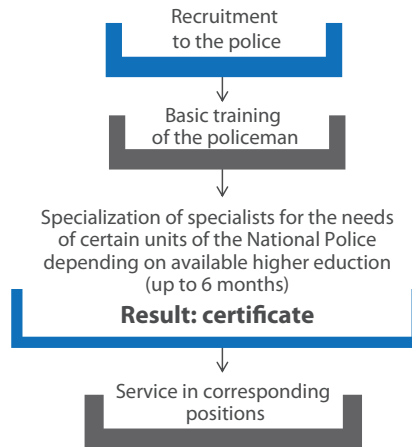 Recruitment
to the police
Basic training
of the policeman
Specialization of specialists for the needs
of certain units of the National Police
depending on available higher eduction
(up to 6 months)
Result: certificate
Service in corresponding
positions